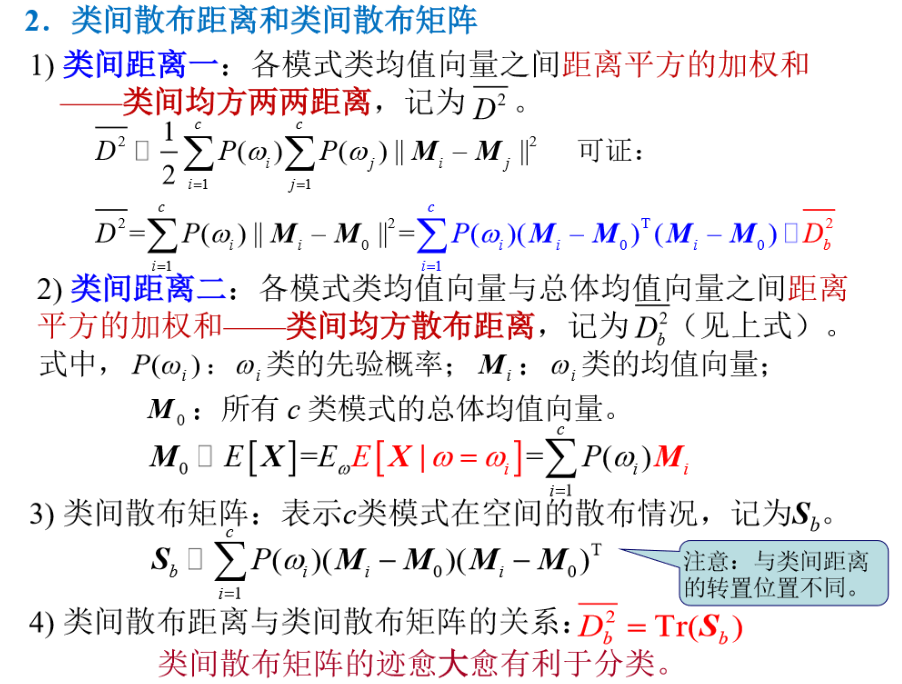 2．类间散布距离和类间散布矩阵
1) 类间距离一：各模式类均值向量之间距离平方的加权和
——类间均方两两距离，记为 $\overline{D^2}$ 。
$\overline{D^2}$ □ $\frac{1}{2}\sum_{i=1}^{c}P(\omega_i)\sum_{j=1}^{c}P(\omega_j)\|\boldsymbol{M}_i-\boldsymbol{M}_j\|^2$ 可证：
$\overline{D^2}=\sum_{i=1}^{c}P(\omega_i)\|\boldsymbol{M}_i-\boldsymbol{M}_0\|^2=\sum_{i=1}^{c}P(\omega_i)(\boldsymbol{M}_i-\boldsymbol{M}_0)^{\mathrm{T}}(\boldsymbol{M}_i-\boldsymbol{M}_0)$ □ $\overline{D_b^2}$
2) 类间距离二：各模式类均值向量与总体均值向量之间距离
平方的加权和——类间均方散布距离，记为 $\overline{D_b^2}$（见上式）。
式中，$P(\omega_i)$：$\omega_i$ 类的先验概率；$\boldsymbol{M}_i$：$\omega_i$ 类的均值向量；
$\boldsymbol{M}_0$：所有 c 类模式的总体均值向量。
$\boldsymbol{M}_0$ □ $E[\boldsymbol{X}]=E_{\omega}E[\boldsymbol{X}|\omega=\omega_i]=\sum_{i=1}^{c}P(\omega_i)\boldsymbol{M}_i$
3) 类间散布矩阵：表示c类模式在空间的散布情况，记为$\boldsymbol{S}_b$。
$\boldsymbol{S}_b$ □ $\sum_{i=1}^{c}P(\omega_i)(\boldsymbol{M}_i-\boldsymbol{M}_0)(\boldsymbol{M}_i-\boldsymbol{M}_0)^{\mathrm{T}}$
注意：与类间距离
的转置位置不同。
4) 类间散布距离与类间散布矩阵的关系：$\overline{D_b^2}=\mathrm{Tr}(\boldsymbol{S}_b)$
类间散布矩阵的迹愈大愈有利于分类。